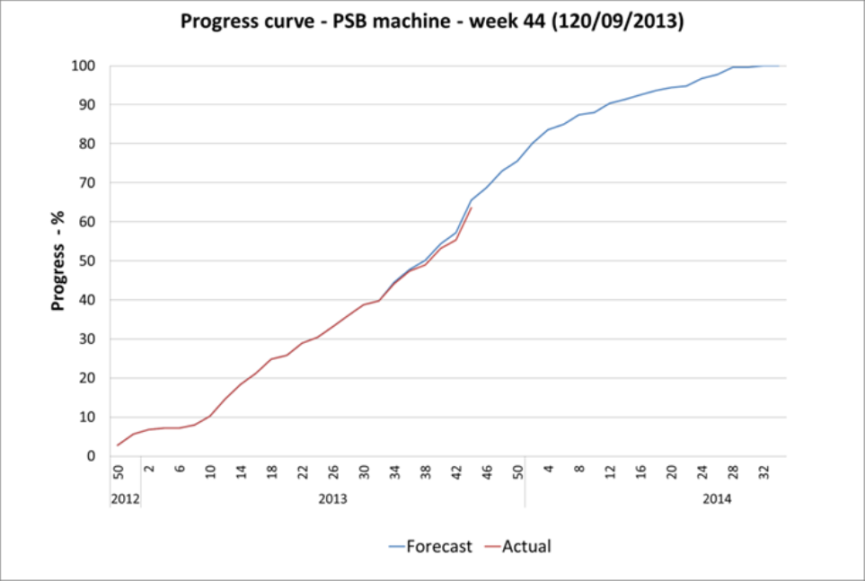 Progress curve - PSB machine - week 44 (120/09/2013)
Progress - %
100
90
80
70
60
50
40
30
20
10
0
50 2 6 10 14 18 22 26 30 34 38 42 46 50 4 8 12 16 20 24 28 32
2012 2013 2014
Forecast Actual